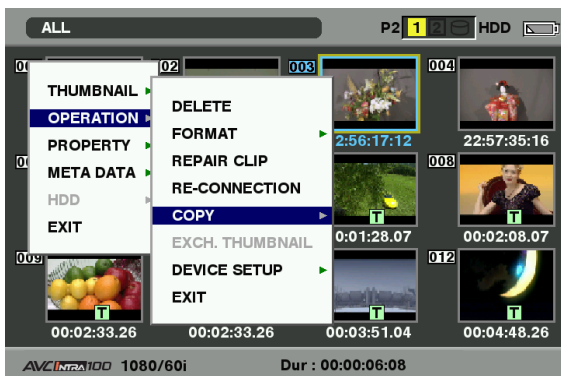 ALL P2 1 2 HDD
02 003 004
THUMBNAIL
OPERATION
PROPERTY
META DATA
HDD
EXIT
DELETE
FORMAT
REPAIR CLIP
RE-CONNECTION
COPY
EXCH. THUMBNAIL
DEVICE SETUP
EXIT
2:56:17:12 22:57:35:16
008
T T
0:01:28.07 00:02:08.07
009 012
T T T
00:02:33.26 00:02:33.26 00:03:51.04 00:04:48.26
AVC INTRA 100 1080/60i Dur : 00:00:06:08